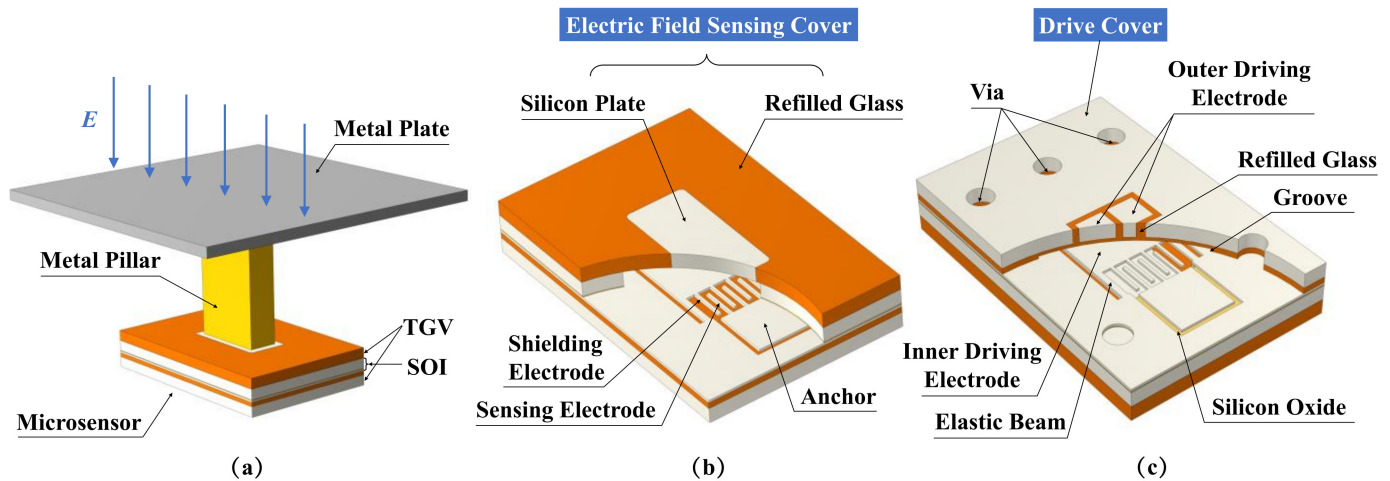 E
Metal Plate
Metal Pillar
TGV
SOI
Microsensor
(a)
Electric Field Sensing Cover
Silicon Plate
Refilled Glass
Shielding
Electrode
Sensing Electrode
Anchor
(b)
Drive Cover
Via
Outer Driving
Electrode
Refilled Glass
Groove
Inner Driving
Electrode
Elastic Beam
Silicon Oxide
(c)